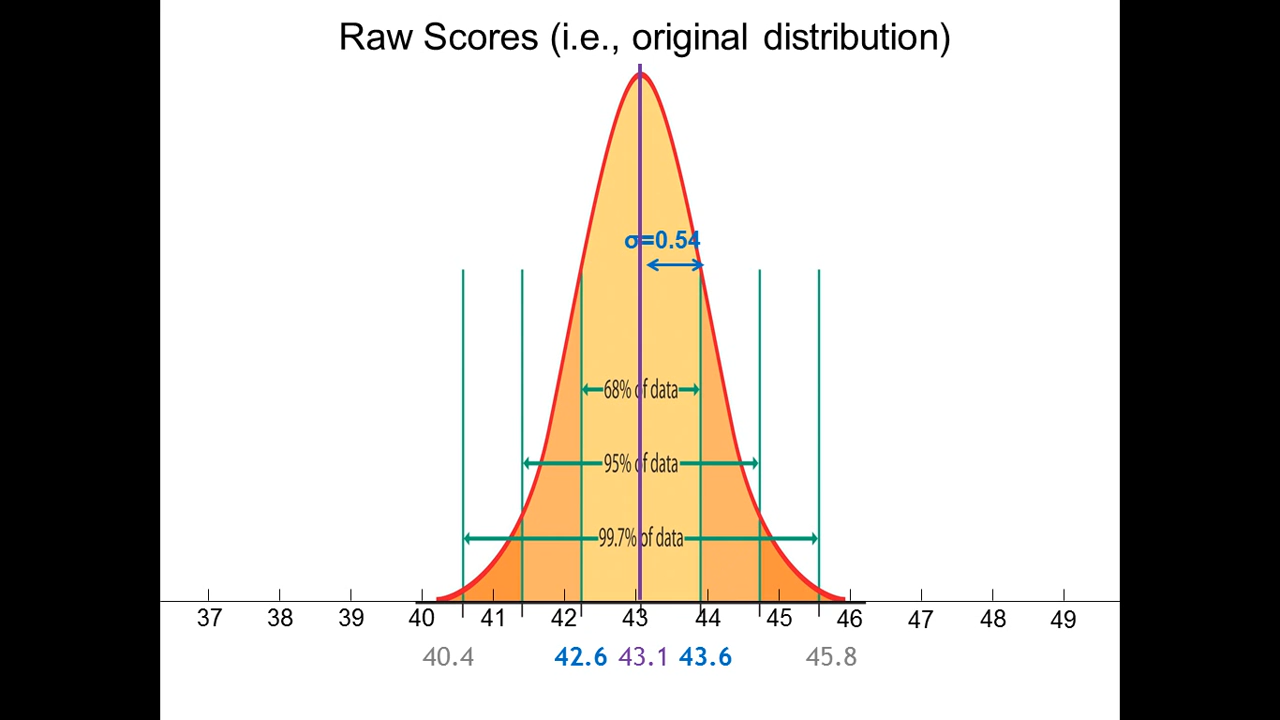 Raw Scores (i.e., original distribution)
σ=0.54
68% of data
95% of data
99.7% of data
37 38 39 40 41 42 43 44 45 46 47 48 49
40.4 42.6 43.1 43.6 45.8